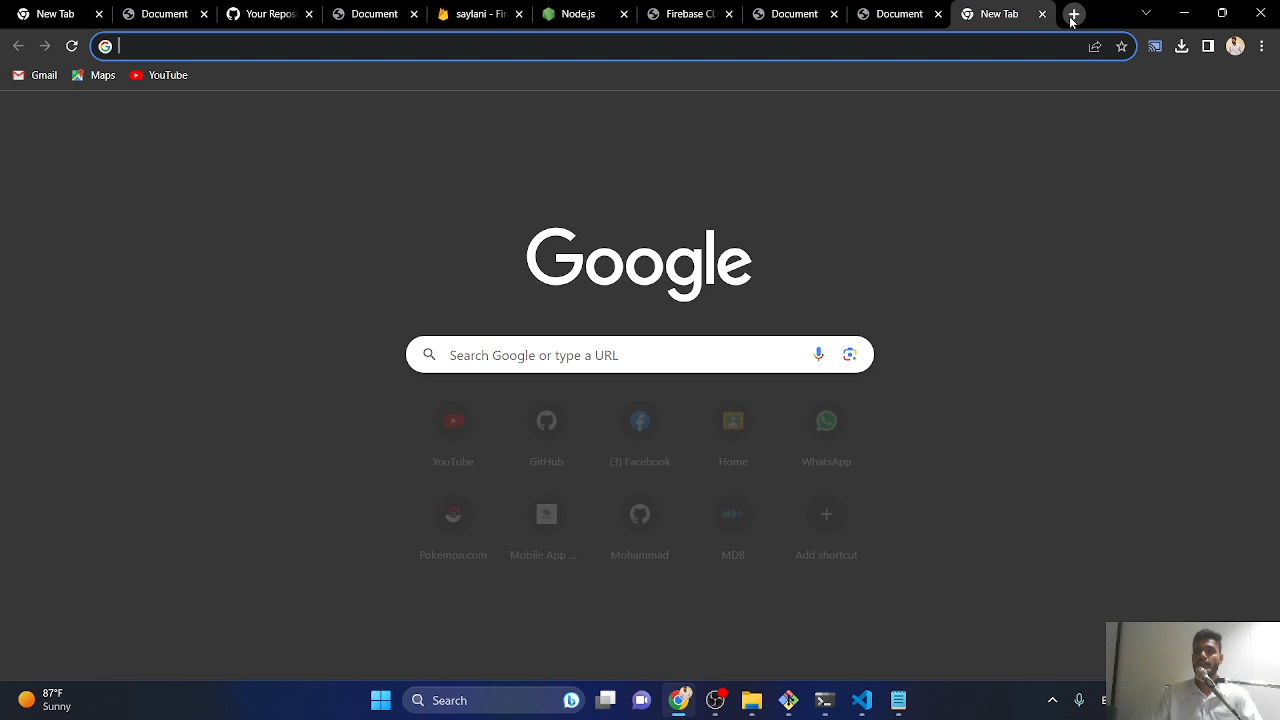 New Tab
Document
Your Reposi
Document
saylani - Fir
Node.js
Firebase CL
Document
Document
New Tab
Gmail
Maps
YouTube
Google
Search Google or type a URL
YouTube
GitHub
(3) Facebook
Home
WhatsApp
Pokemon.com
Mobile App ...
Mohammad
MDB
Add shortcut
87°F
Sunny
Search